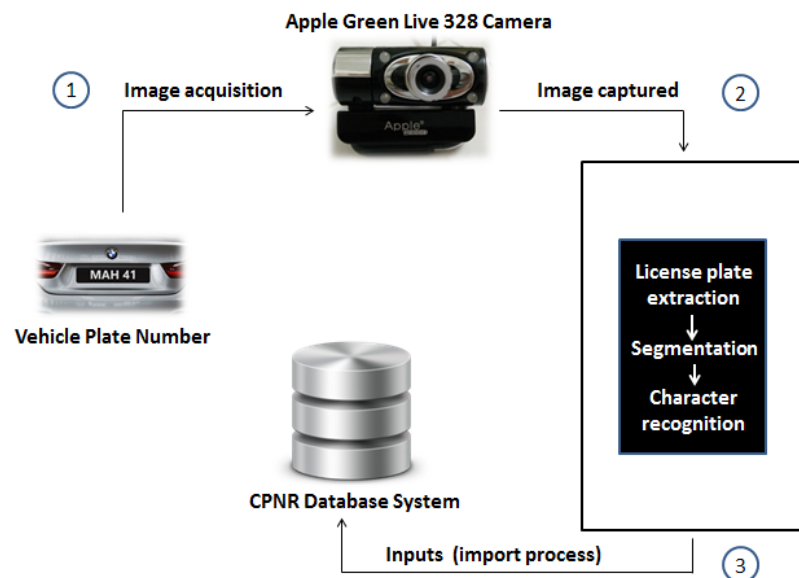 Apple Green Live 328 Camera
1
Image acquisition
Image captured
2
Apple
MAH 41
Vehicle Plate Number
License plate
extraction
Segmentation
Character
recognition
CPNR Database System
Inputs (import process)
3